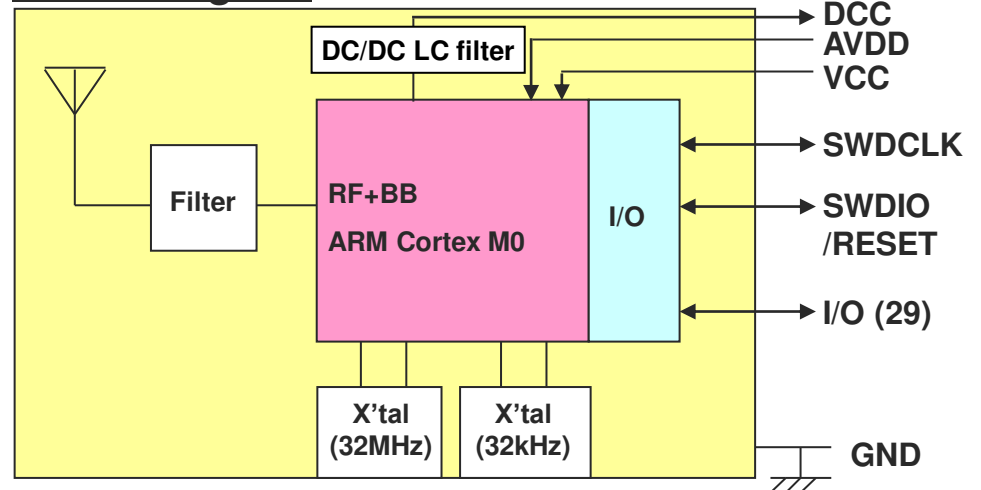 DCC
DC/DC LC filter
AVDD
VCC
SWDCLK
Filter
RF+BB
ARM Cortex M0
I/O
SWDIO
/RESET
I/O (29)
X'tal
(32MHz)
X'tal
(32kHz)
GND